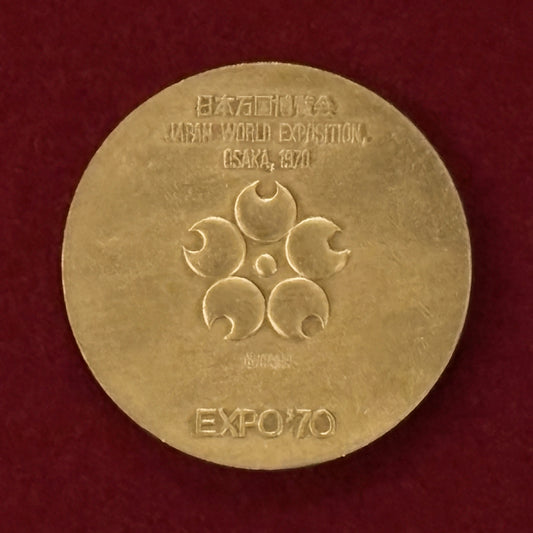 日本万国博覧会
JAPAN WORLD EXPOSITION,
OSAKA, 1970
EXPO'70